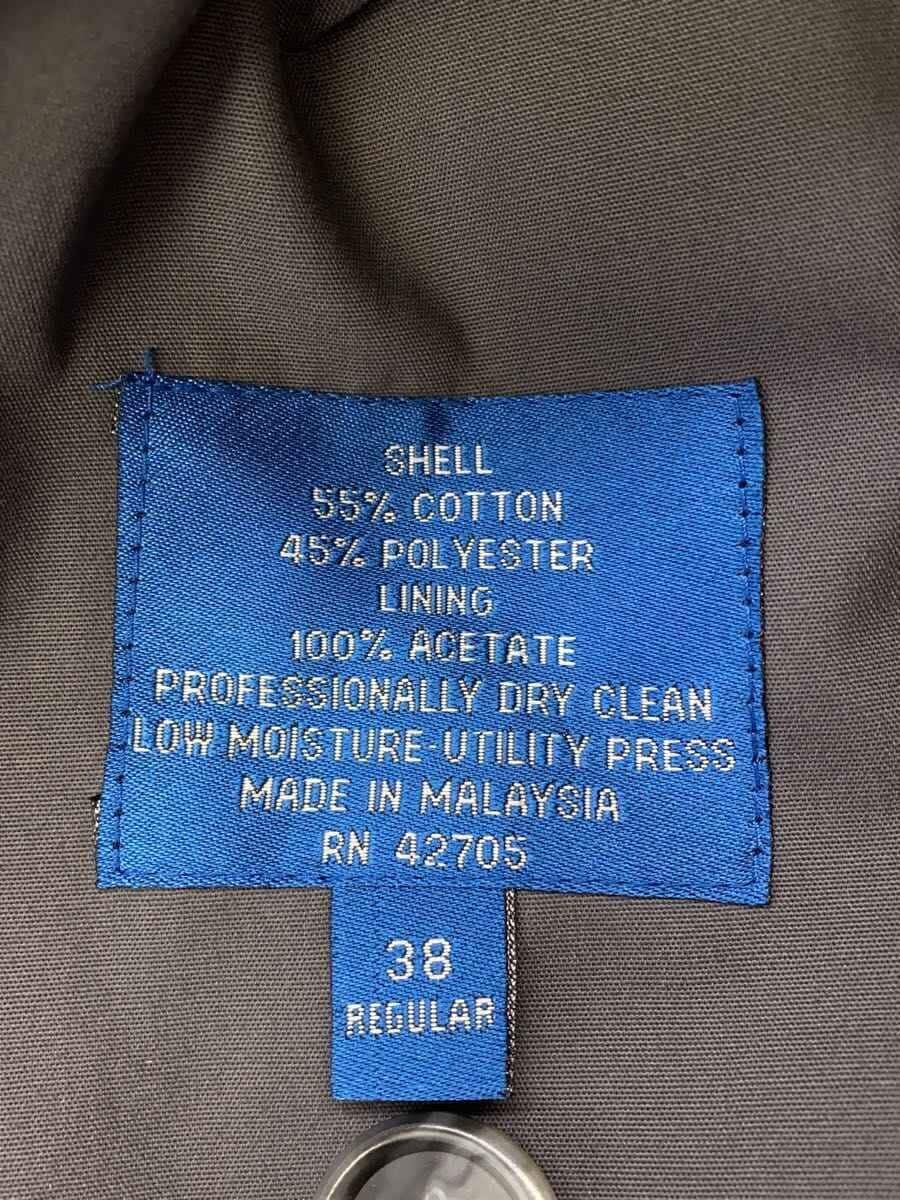 SHELL
55% COTTON
45% POLYESTER
LINING
100% ACETATE
PROFESSIONALLY DRY CLEAN
LOW MOISTURE-UTILITY PRESS
MADE IN MALAYSIA
RN 42705
38
REGULAR